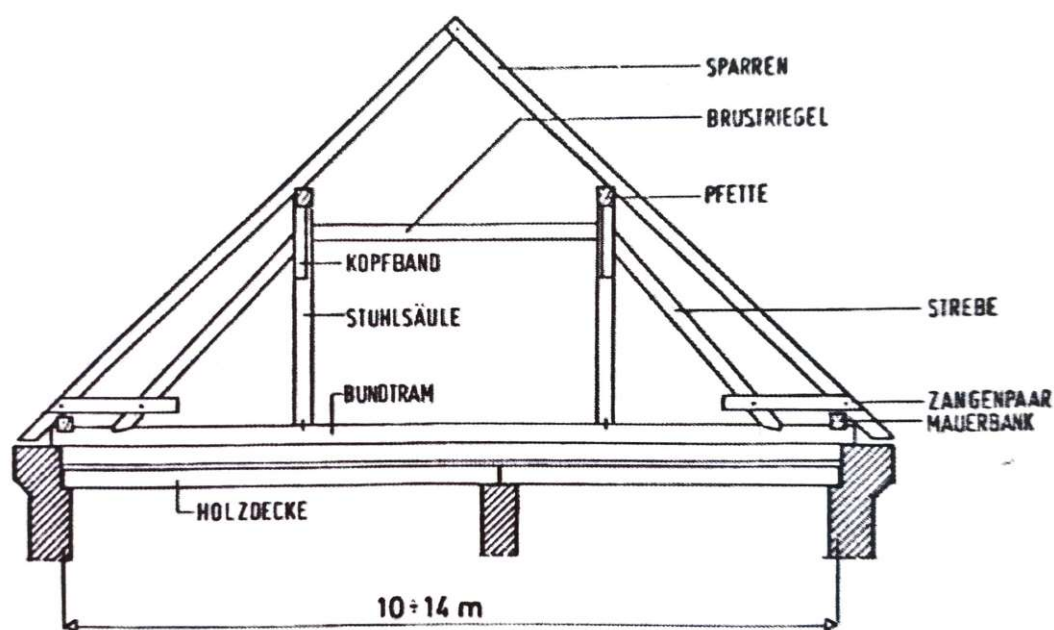 SPARREN
BRUSTRIEGEL
PFETTE
KOPFBAND
STUHLSÄULE
STREBE
BUNDTRAM
ZANGENPAAR
MAUERBANK
HOLZDECKE
10÷14 m